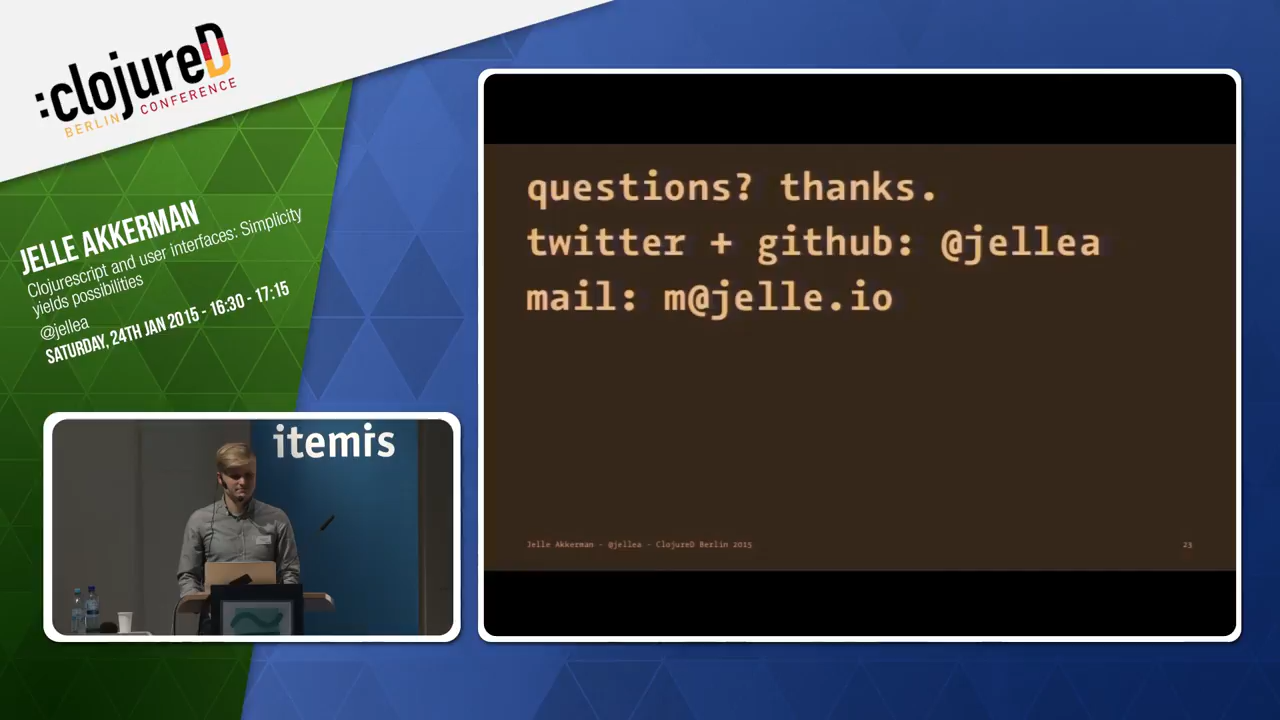 :clojureD
BERLIN CONFERENCE
JELLE AKKERMAN
Clojurescript and user interfaces: Simplicity
yields possibilities
@jellea
SATURDAY, 24TH JAN 2015 - 16:30 - 17:15
itemis
questions? thanks.
twitter + github: @jellea
mail: m@jelle.io
Jelle Akkerman - @jellea - ClojureD Berlin 2015
23